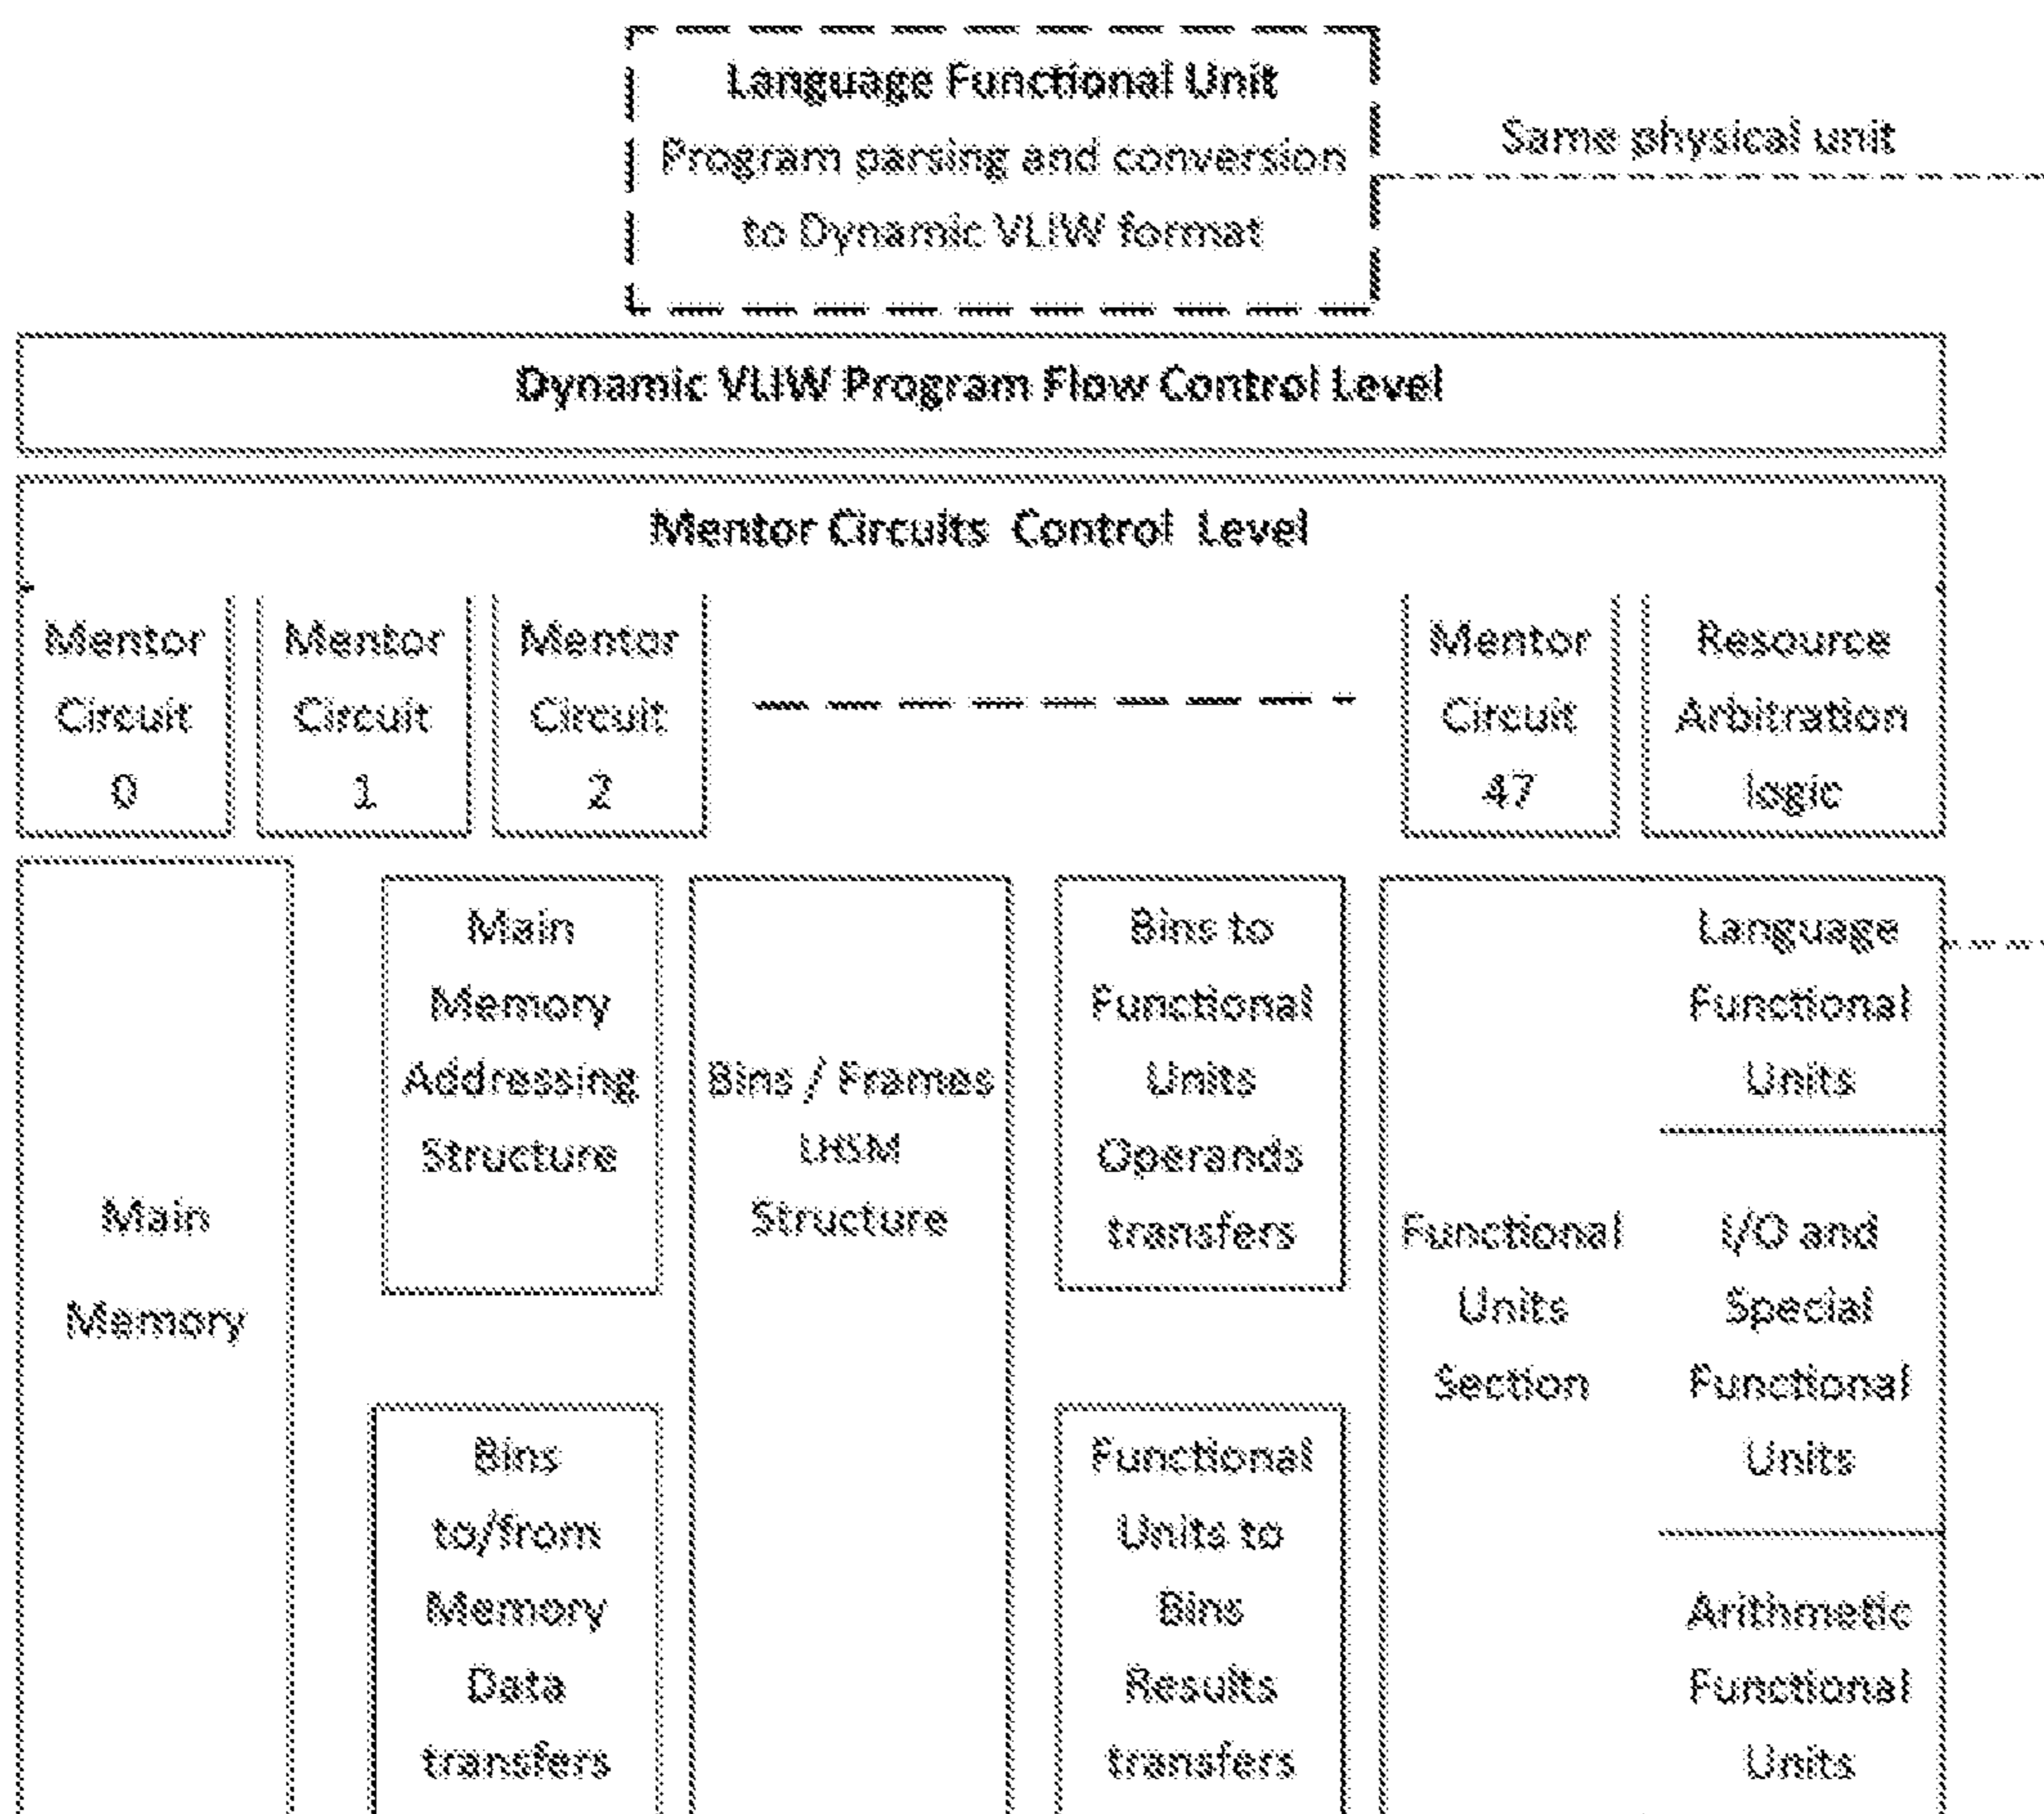 Language Functional Unit
Program parsing and conversion
to Dynamic VLIW format
Same physical unit
Dynamic VLIW Program Flow Control Level
Mentor Circuits Control Level
Mentor
Circuit
0
Mentor
Circuit
1
Mentor
Circuit
2
Mentor
Circuit
47
Resource
Arbitration
logic
Main
Memory
Main
Memory
Addressing
Structure
Bins
to/from
Memory
Data
transfers
Bins / Frames
LHSM
Structure
Bins to
Functional
Units
Operands
transfers
Functional
Units to
Bins
Results
transfers
Functional
Units
Section
Language
Functional
Units
I/O and
Special
Functional
Units
Arithmetic
Functional
Units